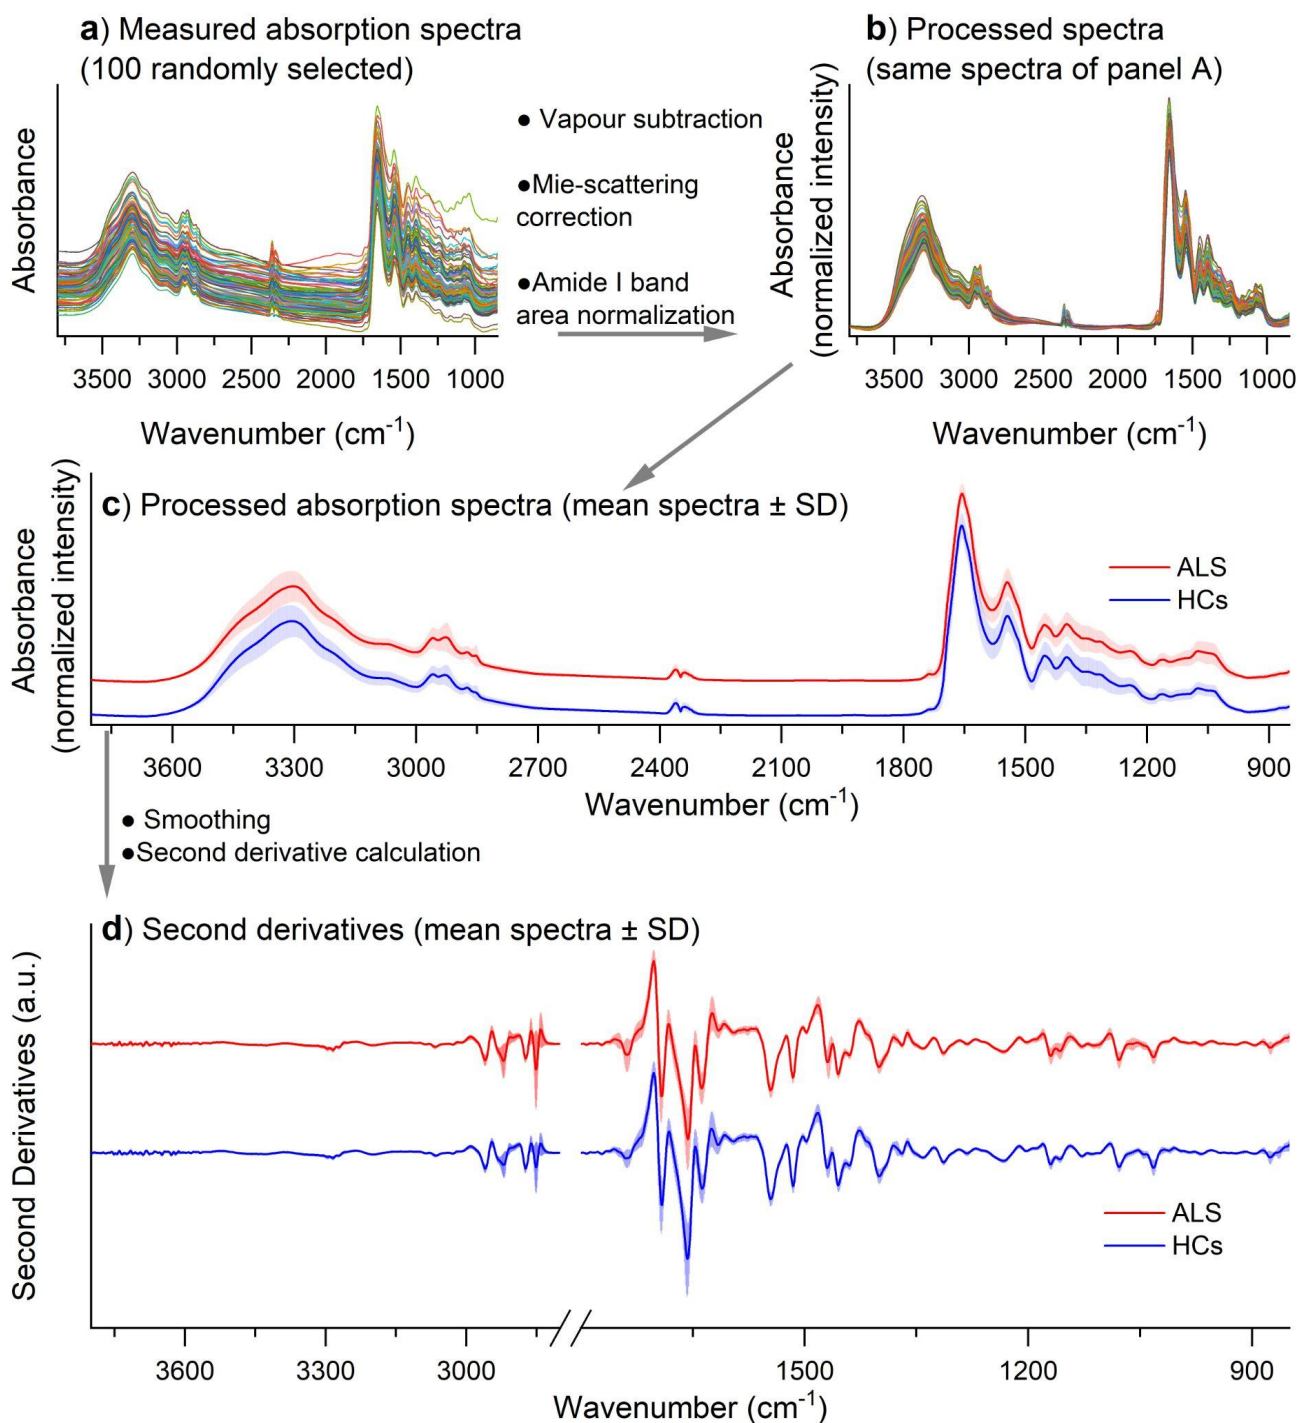 a) Measured absorption spectra
(100 randomly selected)
Absorbance
3500 3000 2500 2000 1500 1000
Wavenumber (cm⁻¹)
● Vapour subtraction
●Mie-scattering
correction
●Amide I band
area normalization
b) Processed spectra
(same spectra of panel A)
Absorbance
(normalized intensity)
3500 3000 2500 2000 1500 1000
Wavenumber (cm⁻¹)
c) Processed absorption spectra (mean spectra ± SD)
Absorbance
(normalized intensity)
ALS
HCs
3600 3300 3000 2700 2400 2100 1800 1500 1200 900
Wavenumber (cm⁻¹)
● Smoothing
●Second derivative calculation
d) Second derivatives (mean spectra ± SD)
Second Derivatives (a.u.)
ALS
HCs
3600 3300 3000 1500 1200 900
Wavenumber (cm⁻¹)